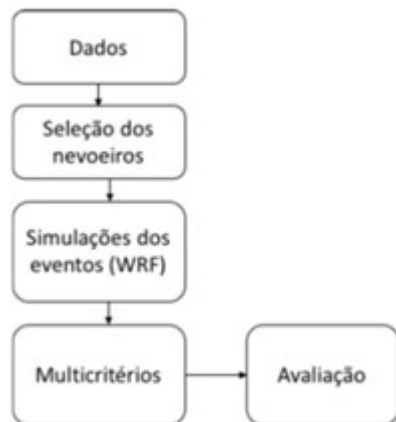 Dados
Seleção dos
nevoeiros
Simulações dos
eventos (WRF)
Multicritérios
Avaliação